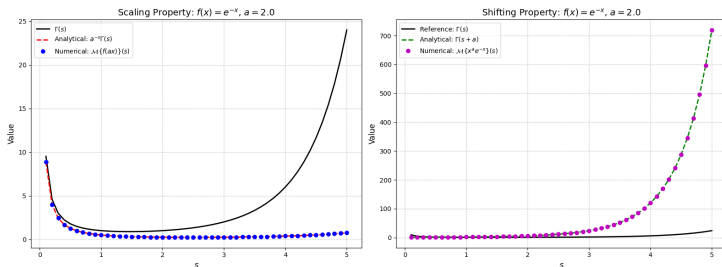 Scaling Property: f(x) = e⁻ˣ, a = 2.0
Γ(s)
Analytical: a⁻ˢΓ(s)
Numerical: ℳ{f(ax)}(s)
Value
25
20
15
10
5
0
0
1
2
3
4
5
s
Shifting Property: f(x) = e⁻ˣ, a = 2.0
Reference: Γ(s)
Analytical: Γ(s + a)
Numerical: ℳ{xᵃe⁻ˣ}(s)
Value
700
600
500
400
300
200
100
0
0
1
2
3
4
5
s